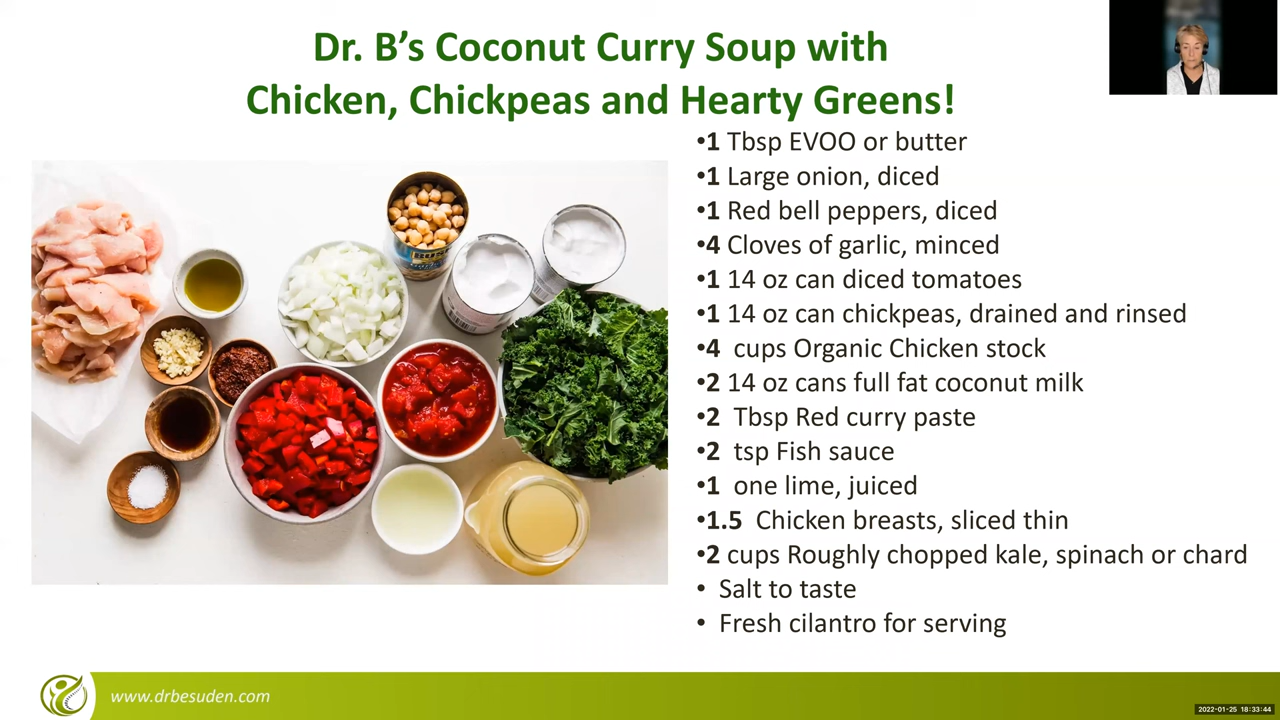 Dr. B’s Coconut Curry Soup with
Chicken, Chickpeas and Hearty Greens!
•1 Tbsp EVOO or butter
•1 Large onion, diced
•1 Red bell peppers, diced
•4 Cloves of garlic, minced
•1 14 oz can diced tomatoes
•1 14 oz can chickpeas, drained and rinsed
•4 cups Organic Chicken stock
•2 14 oz cans full fat coconut milk
•2 Tbsp Red curry paste
•2 tsp Fish sauce
•1 one lime, juiced
•1.5 Chicken breasts, sliced thin
•2 cups Roughly chopped kale, spinach or chard
• Salt to taste
• Fresh cilantro for serving
www.drbesuden.com
2022-01-25 18:33:44